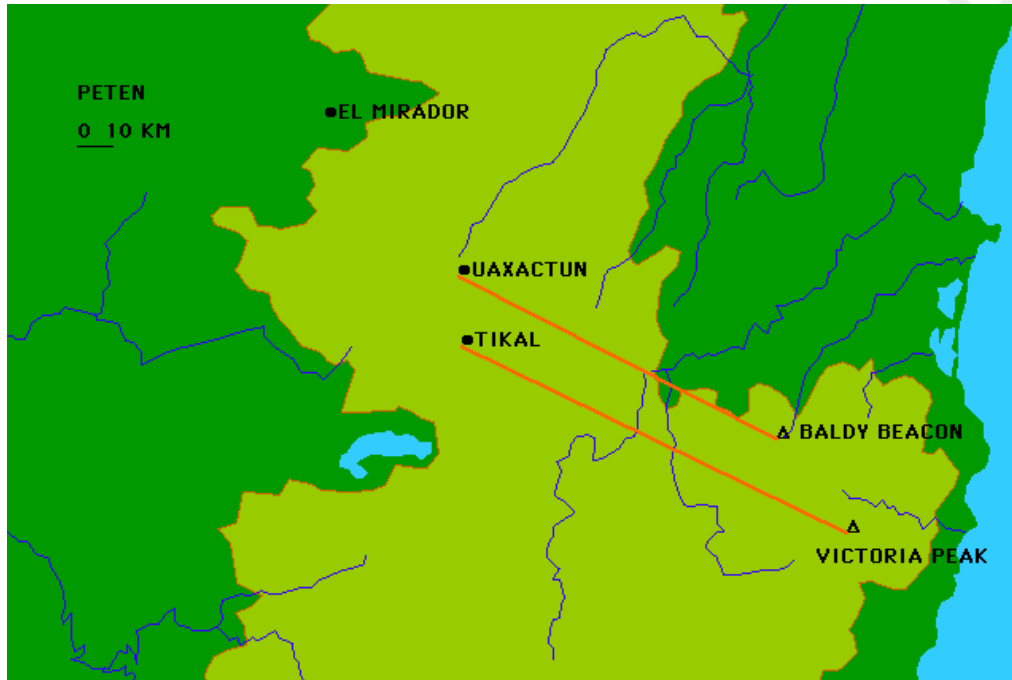 PETEN
0 10 KM
EL MIRADOR
UAXACTUN
TIKAL
BALDY BEACON
VICTORIA PEAK